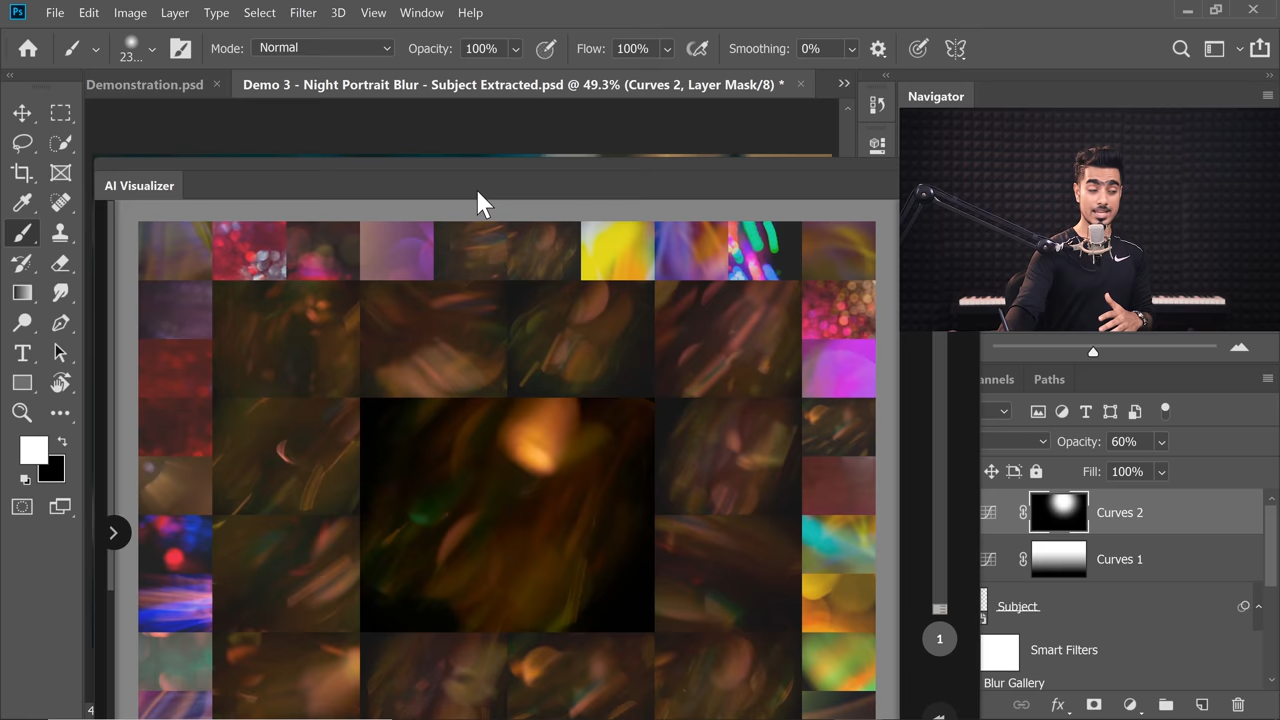 Ps File Edit Image Layer Type Select Filter 3D View Window Help
23... Mode: Normal Opacity: 100% Flow: 100% Smoothing: 0%
Demonstration.psd × Demo 3 - Night Portrait Blur - Subject Extracted.psd @ 49.3% (Curves 2, Layer Mask/8) * ×
Navigator
AI Visualizer
annels Paths
Opacity: 60%
Fill: 100%
Curves 2
Curves 1
Subject
1
Smart Filters
Blur Gallery
4
fx